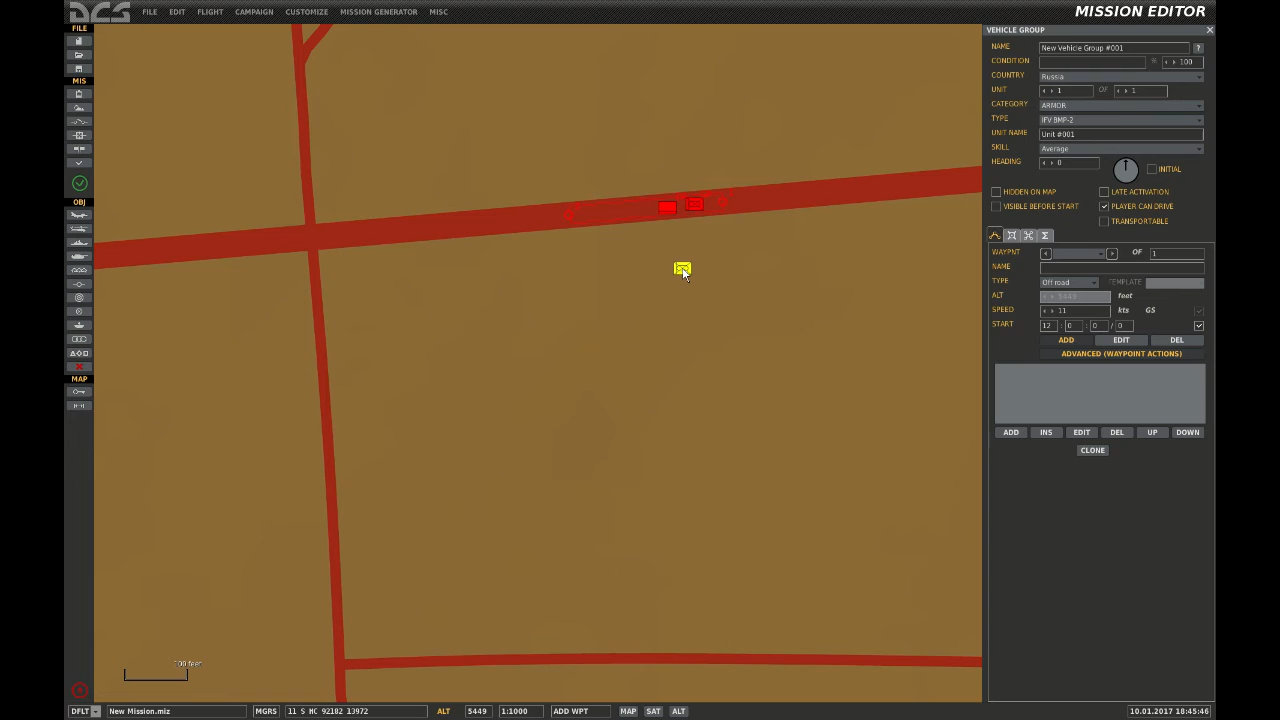 DCS FILE EDIT FLIGHT CAMPAIGN CUSTOMIZE MISSION GENERATOR MISC MISSION EDITOR
FILE
MIS
OBJ
MAP
100 feet
VEHICLE GROUP X
NAME New Vehicle Group #001 ?
CONDITION % 100
COUNTRY Russia
UNIT 1 OF 1
CATEGORY ARMOR
TYPE IFV BMP-2
UNIT NAME Unit #001
SKILL Average
HEADING 0 INITIAL
HIDDEN ON MAP LATE ACTIVATION
VISIBLE BEFORE START PLAYER CAN DRIVE
TRANSPORTABLE
WAYPNT OF 1
NAME
TYPE Off road TEMPLATE
ALT 5449 feet
SPEED 11 kts GS
START 12 : 0 : 0 / 0
ADD EDIT DEL
ADVANCED (WAYPOINT ACTIONS)
ADD INS EDIT DEL UP DOWN
CLONE
DFLT New Mission.miz MGRS 11 S HC 92182 13972 ALT 5449 1:1000 ADD WPT MAP SAT ALT 10.01.2017 18:45:46